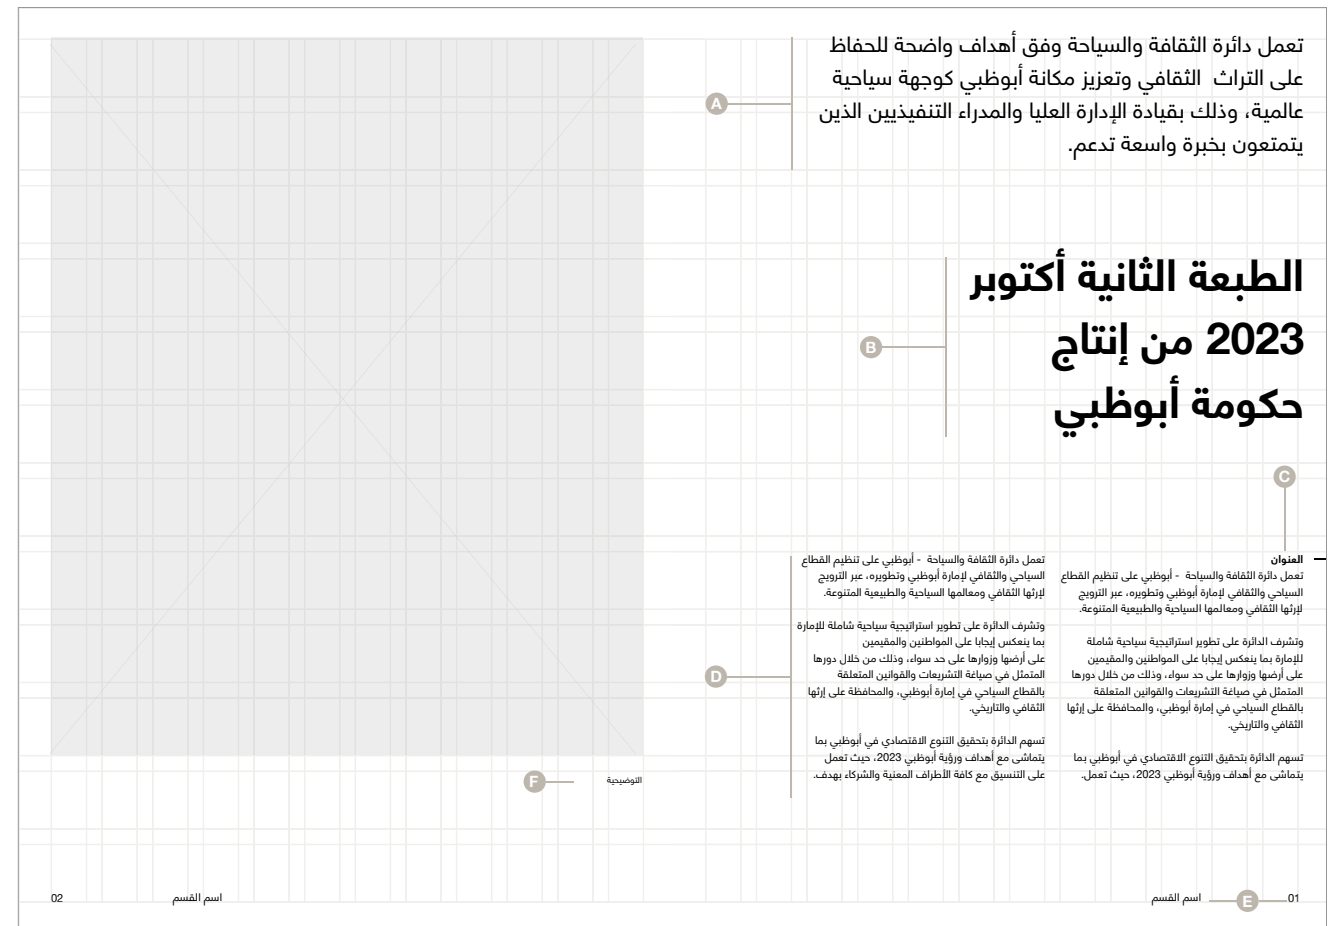 تعمل دائرة الثقافة والسياحة وفق أهداف واضحة للحفاظ
على التراث الثقافي وتعزيز مكانة أبوظبي كوجهة سياحية
عالمية، وذلك بقيادة الإدارة العليا والمدراء التنفيذيين الذين
يتمتعون بخبرة واسعة تدعم.
A
الطبعة الثانية أكتوبر
2023 من إنتاج
حكومة أبوظبي
B
C
العنوان
تعمل دائرة الثقافة والسياحة - أبوظبي على تنظيم القطاع
السياحي والثقافي لإمارة أبوظبي وتطويره، عبر الترويج
لإرثها الثقافي ومعالمها السياحية والطبيعية المتنوعة.
وتشرف الدائرة على تطوير استراتيجية سياحية شاملة
للإمارة بما ينعكس إيجابا على المواطنين والمقيمين
على أرضها وزوارها على حد سواء، وذلك من خلال دورها
المتمثل في صياغة التشريعات والقوانين المتعلقة
بالقطاع السياحي في إمارة أبوظبي، والمحافظة على إرثها
الثقافي والتاريخي.
تسهم الدائرة بتحقيق التنوع الاقتصادي في أبوظبي بما
يتماشى مع أهداف ورؤية أبوظبي 2023، حيث تعمل.
تعمل دائرة الثقافة والسياحة - أبوظبي على تنظيم القطاع
السياحي والثقافي لإمارة أبوظبي وتطويره، عبر الترويج
لإرثها الثقافي ومعالمها السياحية والطبيعية المتنوعة.
وتشرف الدائرة على تطوير استراتيجية سياحية شاملة للإمارة
بما ينعكس إيجابا على المواطنين والمقيمين
على أرضها وزوارها على حد سواء، وذلك من خلال دورها
المتمثل في صياغة التشريعات والقوانين المتعلقة
بالقطاع السياحي في إمارة أبوظبي، والمحافظة على إرثها
الثقافي والتاريخي.
تسهم الدائرة بتحقيق التنوع الاقتصادي في أبوظبي بما
يتماشى مع أهداف ورؤية أبوظبي 2023، حيث تعمل
على التنسيق مع كافة الأطراف المعنية والشركاء بهدف.
D
التوضيحية
F
01
E
اسم القسم
اسم القسم
02